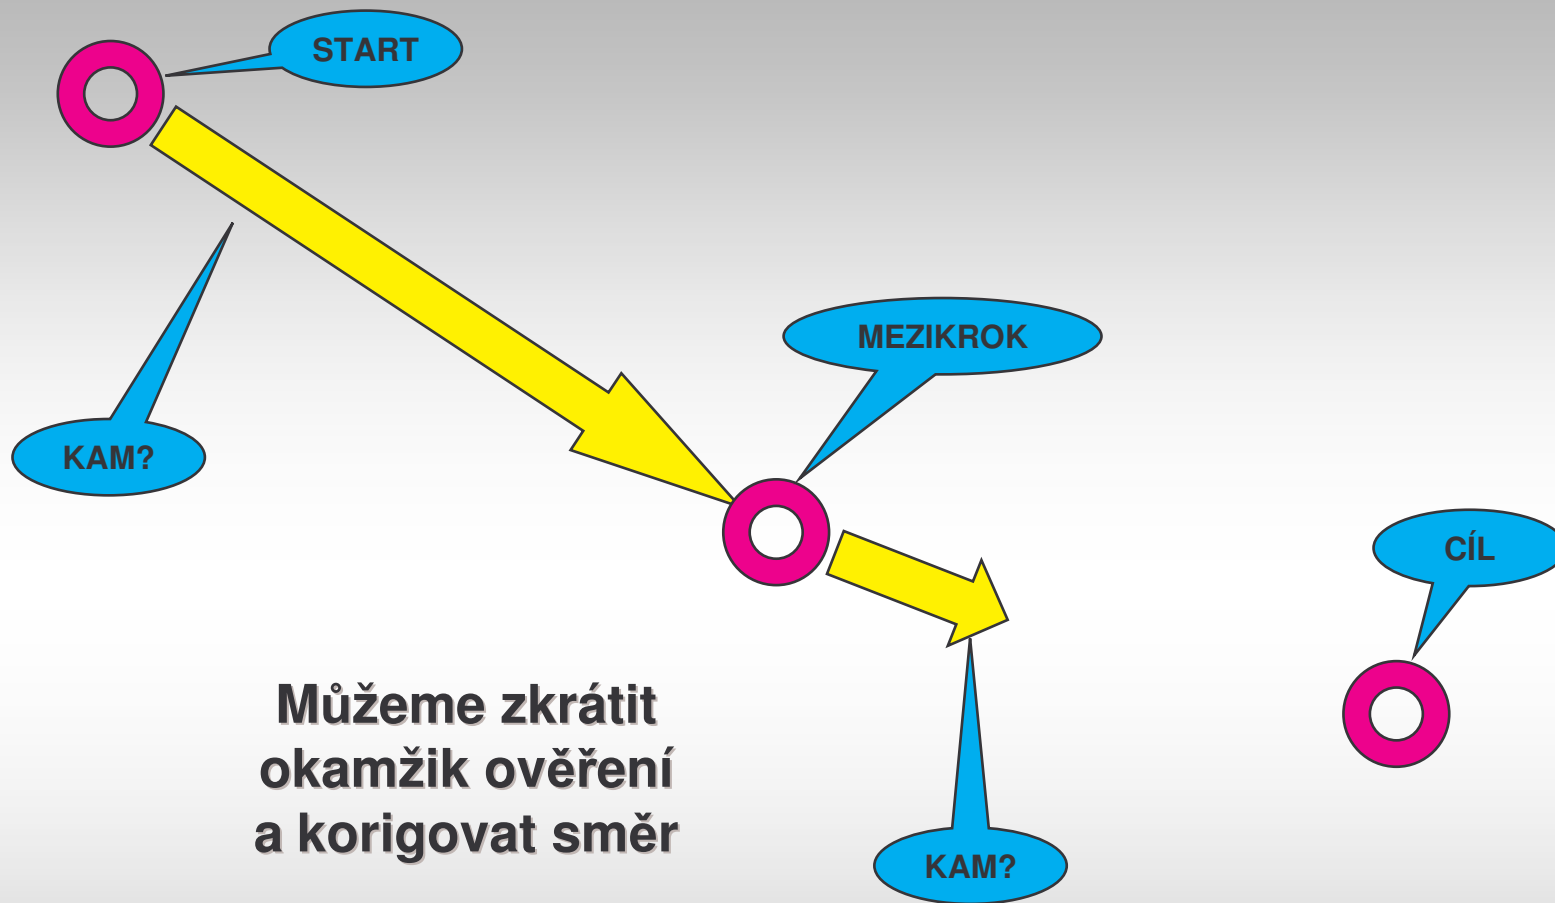 START
MEZIKROK
KAM?
CÍL
Můžeme zkrátit
okamžik ověření
a korigovat směr
KAM?